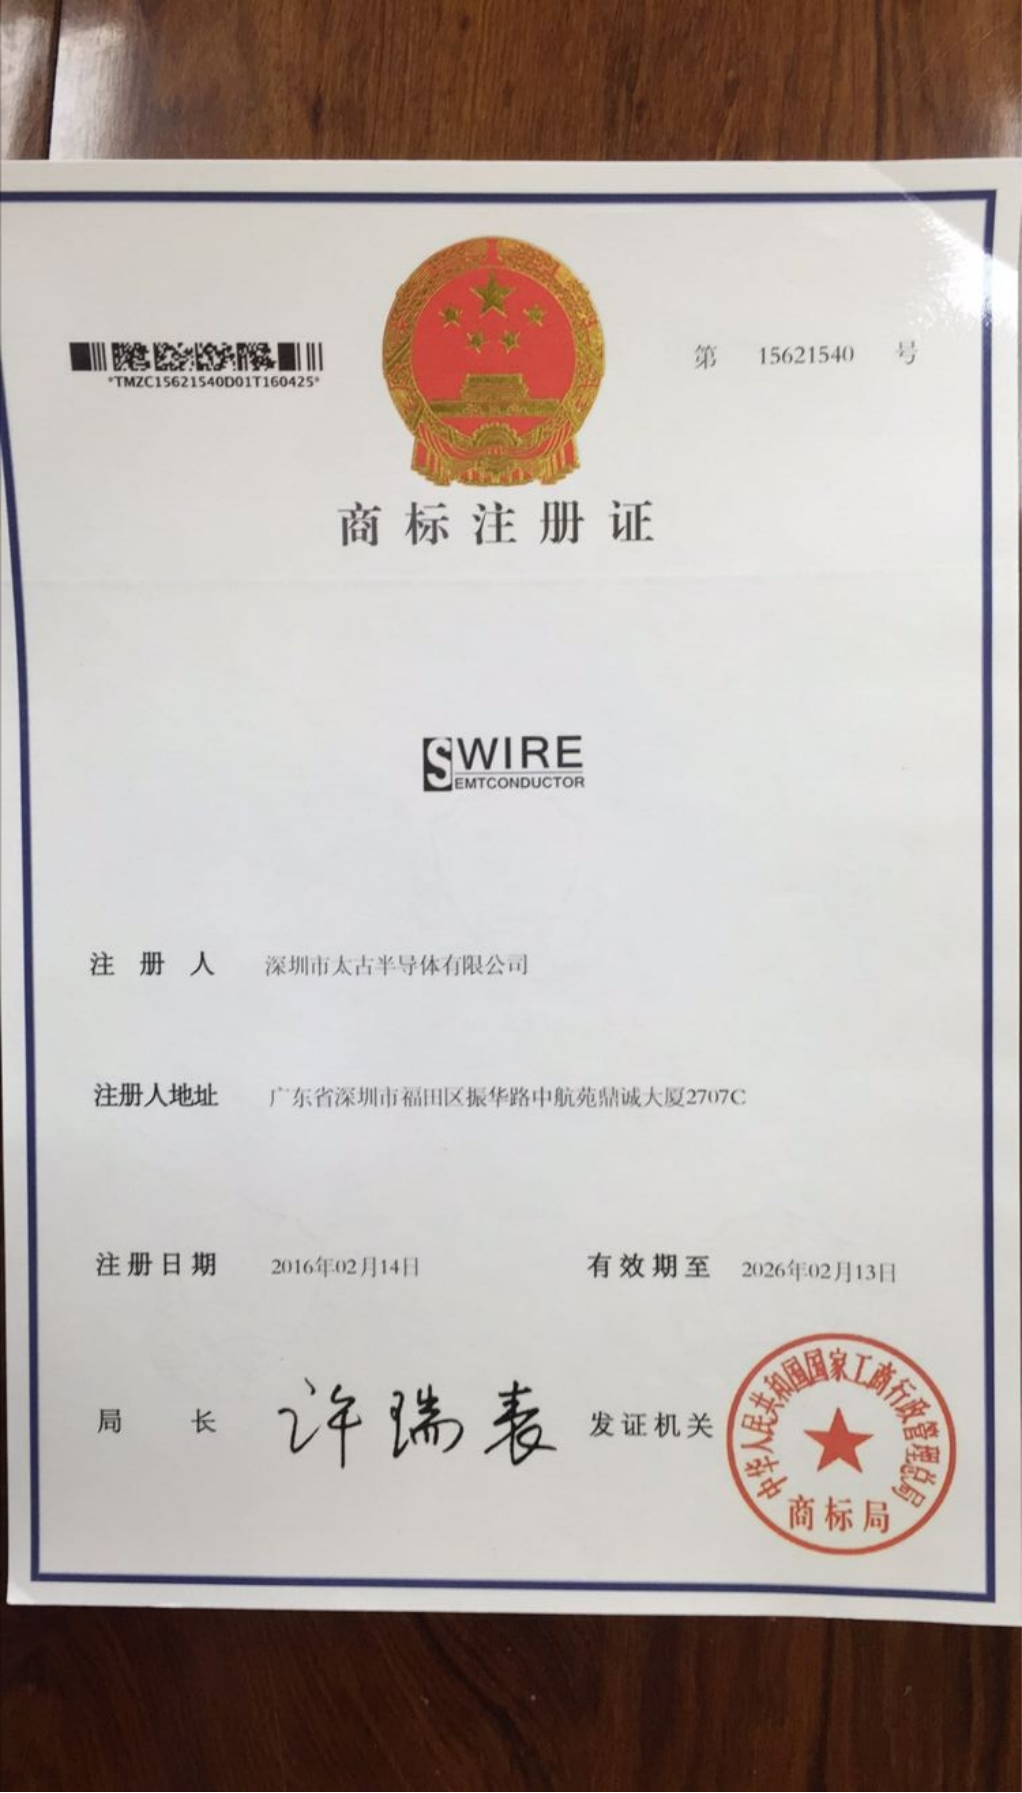 *TMZC15621540D01T160425*
第 15621540 号
商标注册证
SWIRE
EMTCONDUCTOR
注册人 深圳市太古半导体有限公司
注册人地址 广东省深圳市福田区振华路中航苑鼎诚大厦2707C
注册日期 2016年02月14日 有效期至 2026年02月13日
局长 许瑞表 发证机关
中华人民共和国国家工商行政管理总局
商标局